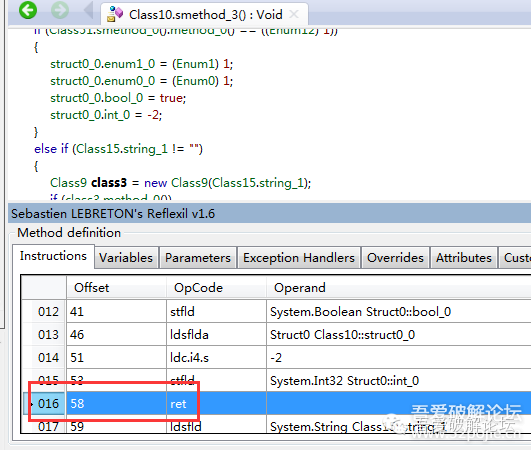 Class10.smethod_3() : Void
if (Class31.smethod_0().method_0() == ((Enum12) 1))
{
struct0_0.enum1_0 = (Enum1) 1;
struct0_0.enum0_0 = (Enum0) 1;
struct0_0.bool_0 = true;
struct0_0.int_0 = -2;
}
else if (Class15.string_1 != "")
{
Class9 class3 = new Class9(Class15.string_1);
if (class3.method_0())
Sebastien LEBRETON's Reflexil v1.6
Method definition
Instructions Variables Parameters Exception Handlers Overrides Attributes Custo
Offset OpCode Operand
012 41 stfld System.Boolean Struct0::bool_0
013 46 ldsflda Struct0 Class10::struct0_0
014 51 ldc.i4.s -2
015 53 stfld System.Int32 Struct0::int_0
016 58 ret
017 59 ldsfld System.String Class15::string_1
吾爱破解论坛
www.52pojie.cn